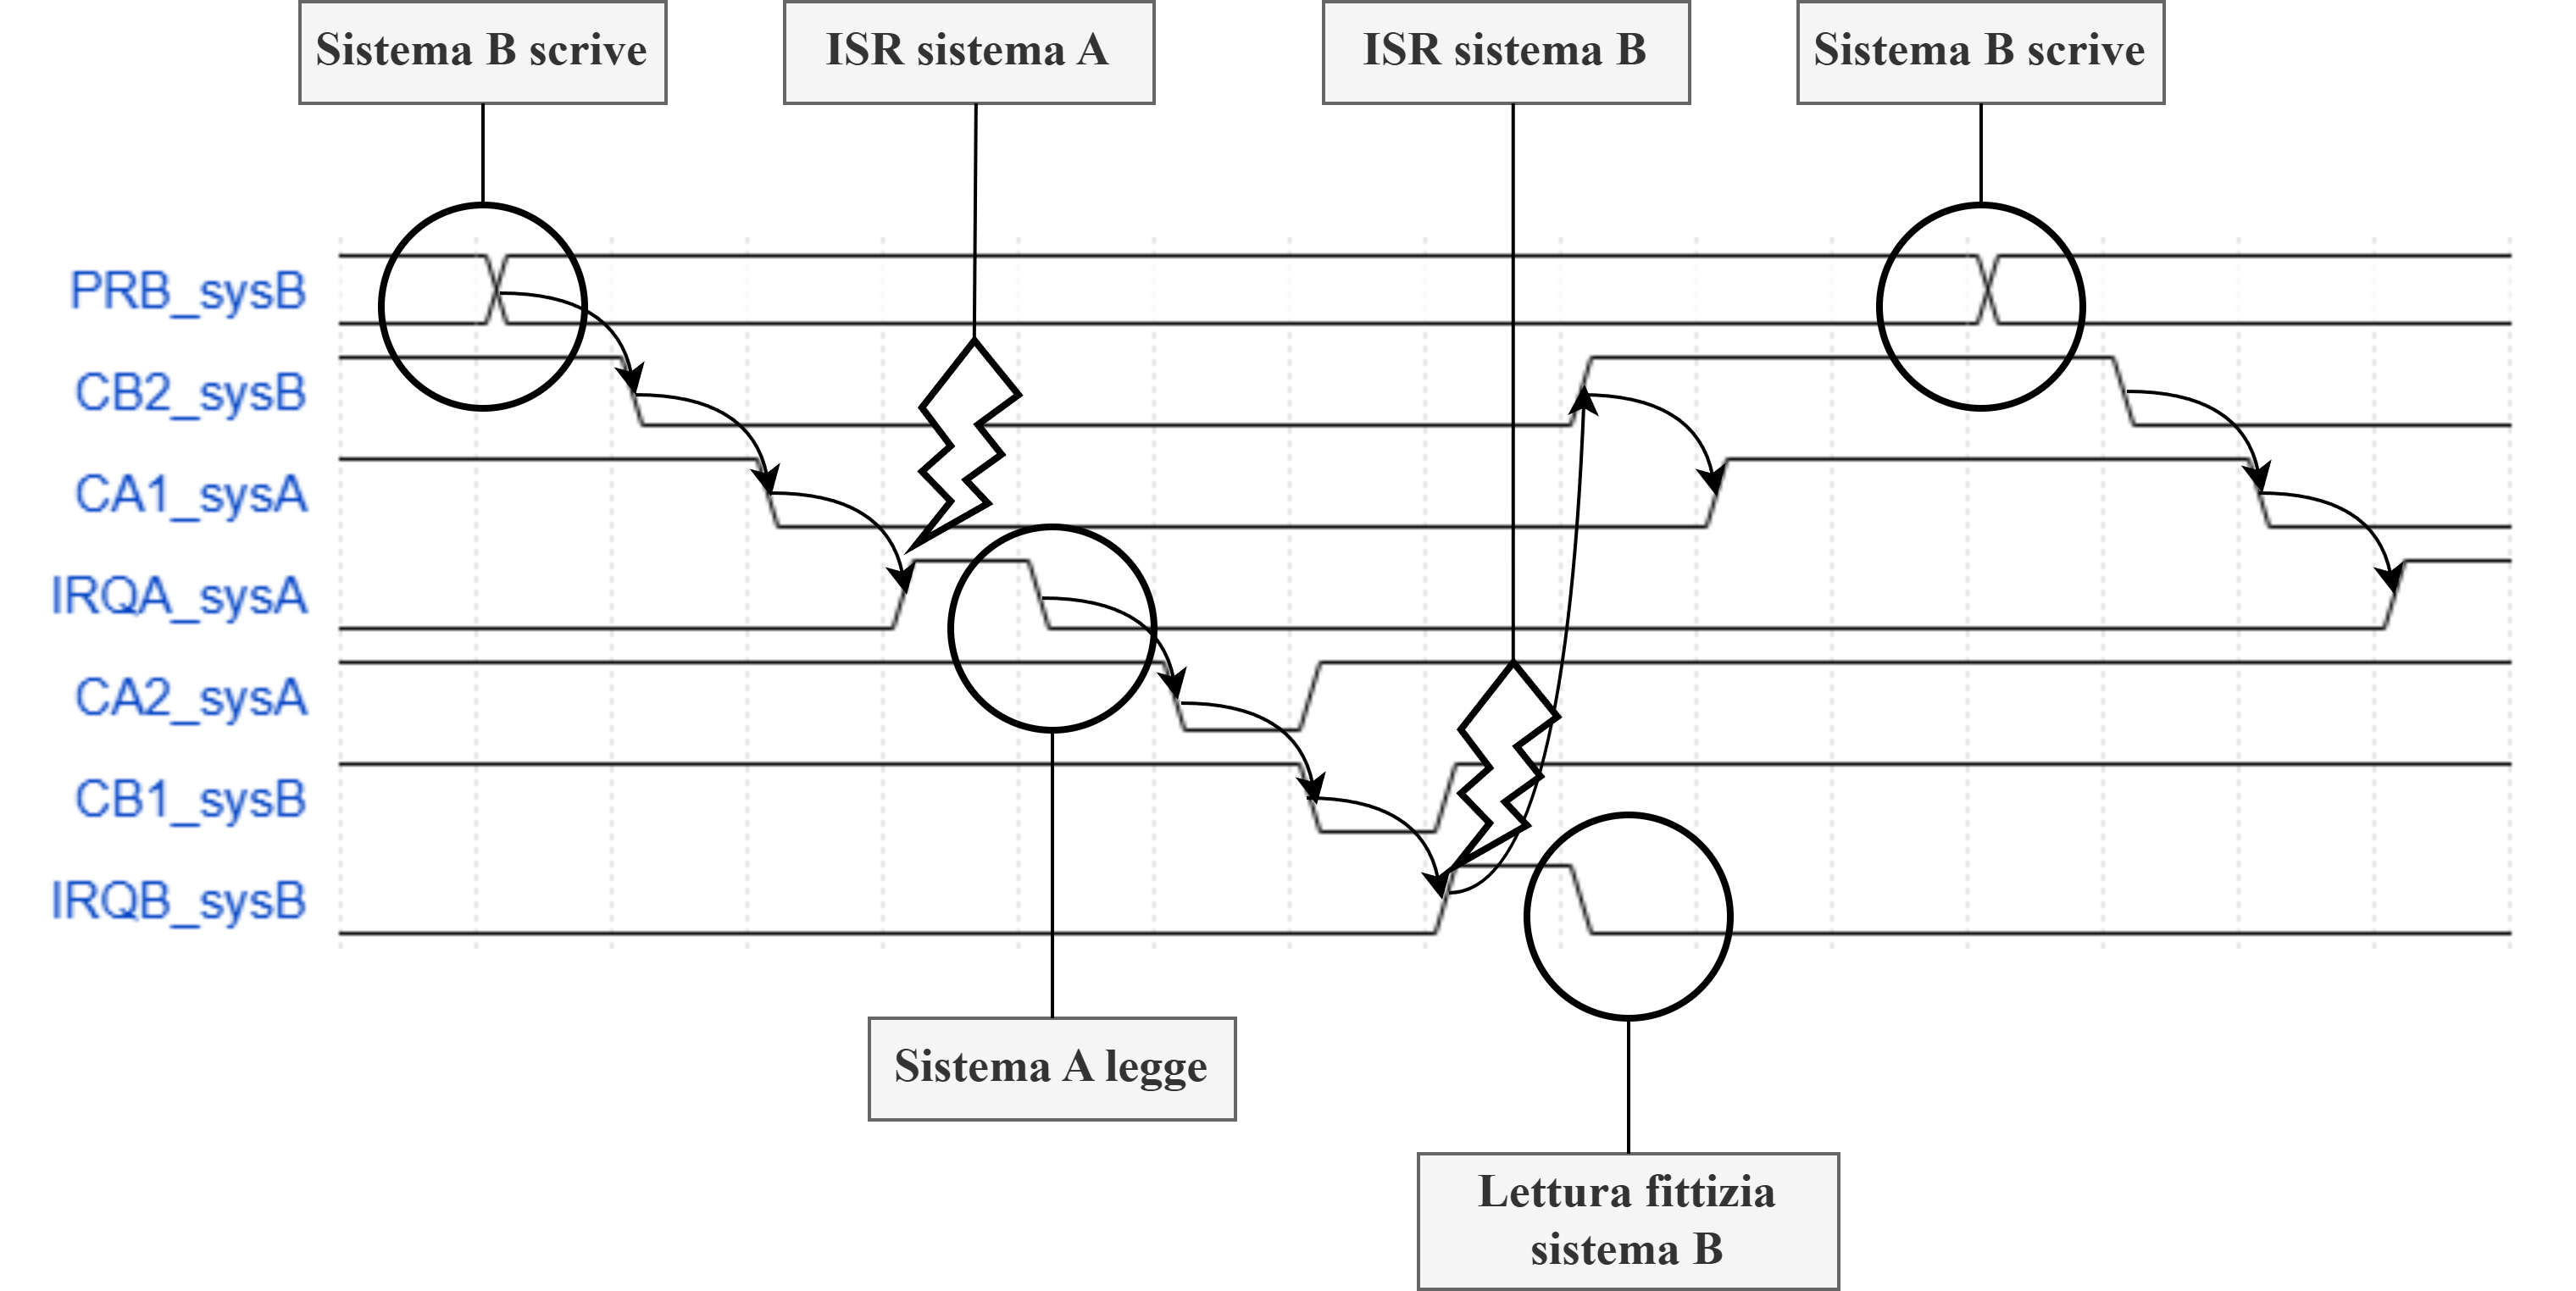 Sistema B scrive
ISR sistema A
ISR sistema B
Sistema B scrive
PRB_sysB
CB2_sysB
CA1_sysA
IRQA_sysA
CA2_sysA
CB1_sysB
IRQB_sysB
Sistema A legge
Lettura fittizia
sistema B